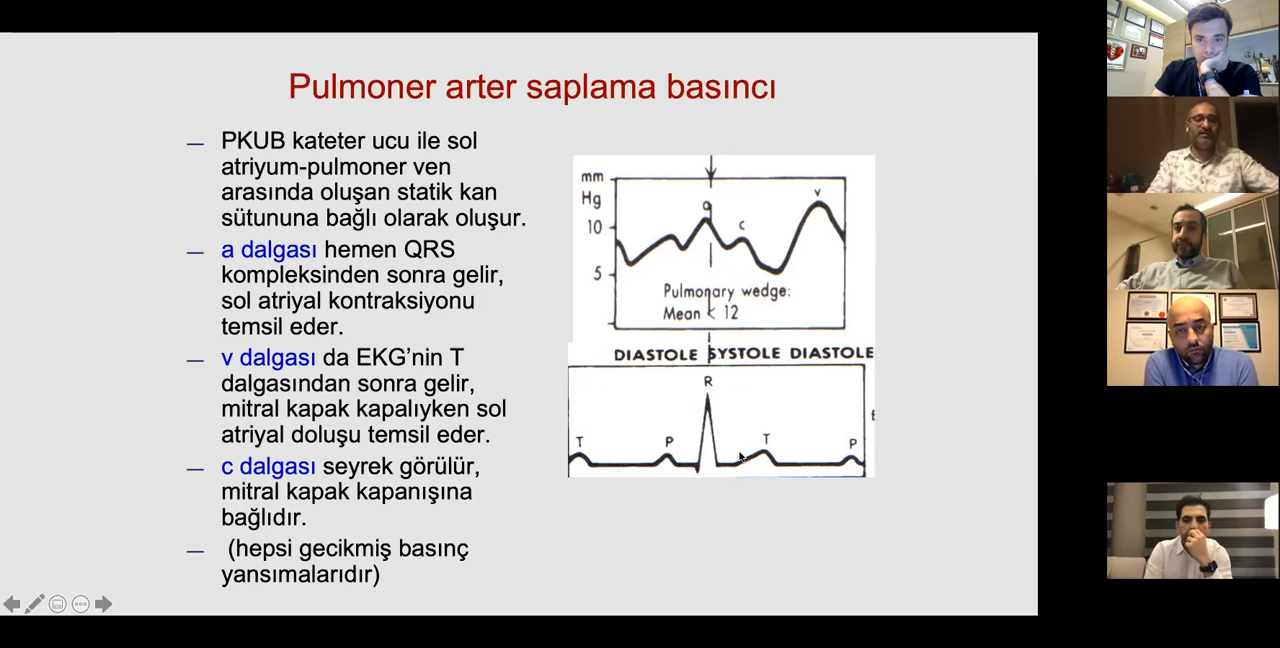 Pulmoner arter saplama basıncı
— PKUB kateter ucu ile sol
atriyum-pulmoner ven
arasında oluşan statik kan
sütununa bağlı olarak oluşur.
— a dalgası hemen QRS
kompleksinden sonra gelir,
sol atriyal kontraksiyonu
temsil eder.
— v dalgası da EKG’nin T
dalgasından sonra gelir,
mitral kapak kapalıyken sol
atriyal doluşu temsil eder.
— c dalgası seyrek görülür,
mitral kapak kapanışına
bağlıdır.
— (hepsi gecikmiş basınç
yansımalarıdır)
mm
Hg
10
5
a
c
v
Pulmonary wedge:
Mean < 12
DIASTOLE SYSTOLE DIASTOLE
R
T P T P